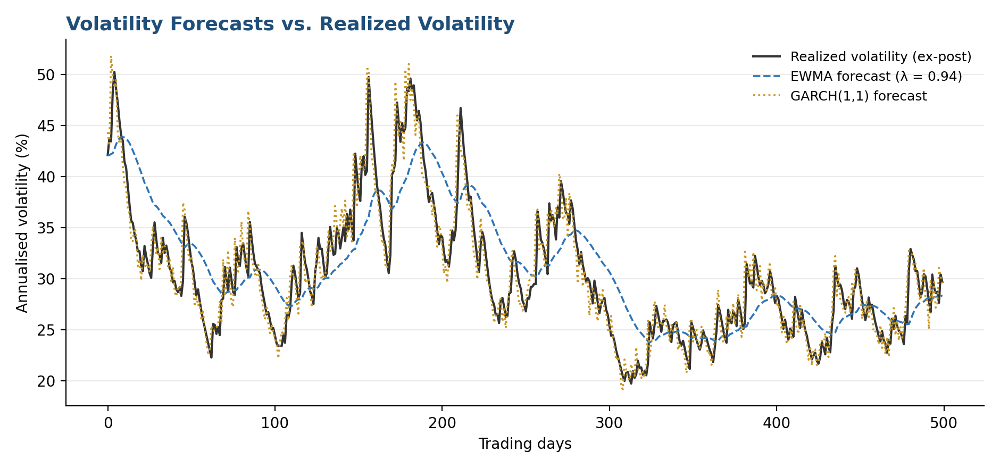 Volatility Forecasts vs. Realized Volatility
Realized volatility (ex-post)
EWMA forecast (λ = 0.94)
GARCH(1,1) forecast
Annualised volatility (%)
50
45
40
35
30
25
20
0 100 200 300 400 500
Trading days